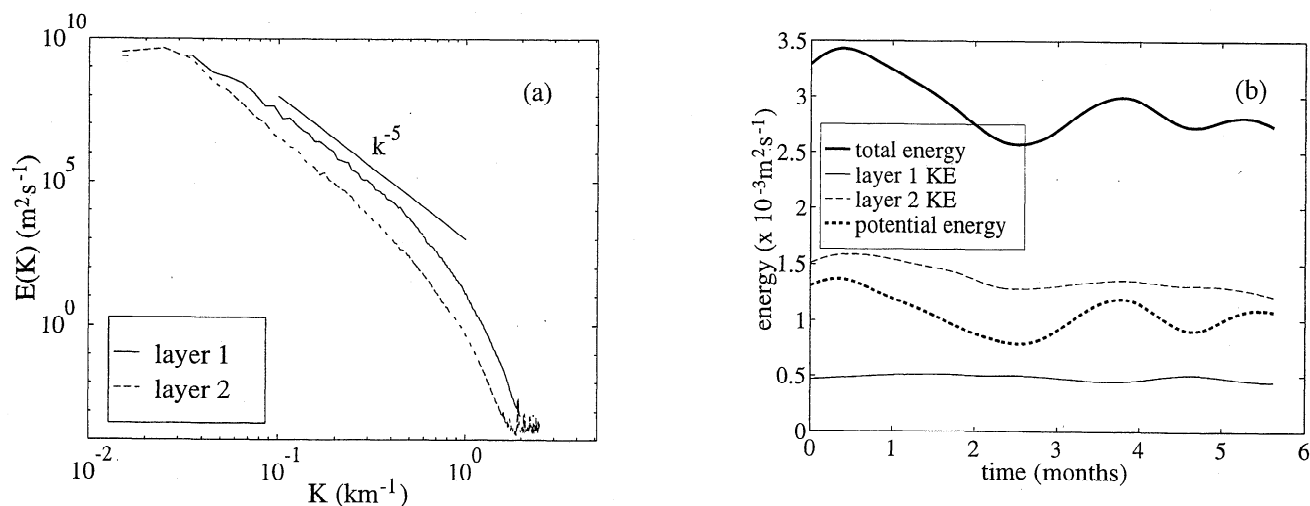 10^10
10^5
10^0
E(K) (m^2s^-1)
(a)
k^-5
layer 1
layer 2
10^-2
10^-1
10^0
K (km^-1)
3.5
3
2.5
2
1.5
1
0.5
0
energy (x 10^-3m^2s^-1)
(b)
total energy
layer 1 KE
layer 2 KE
potential energy
0 1 2 3 4 5 6
time (months)